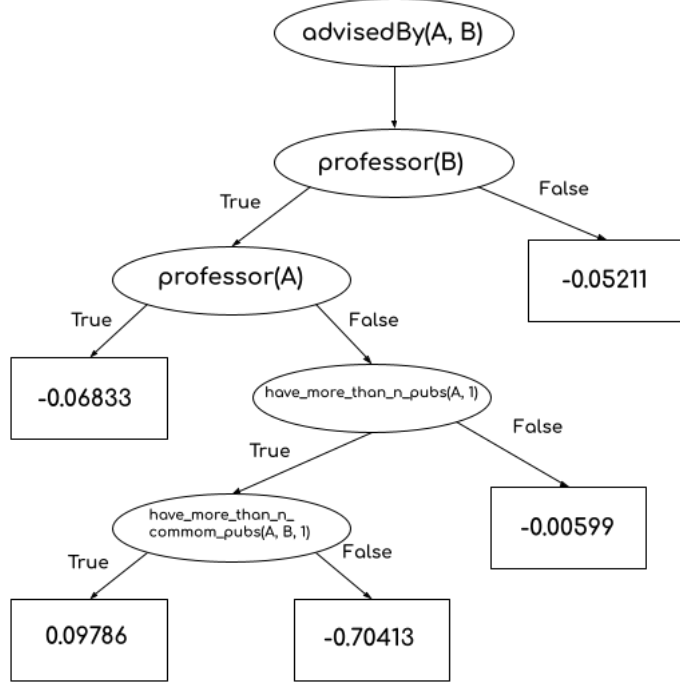 advisedBy(A, B)
professor(B)
True
False
professor(A)
-0.05211
True
False
-0.06833
have_more_than_n_pubs(A, 1)
True
False
have_more_than_n_
commom_pubs(A, B, 1)
-0.00599
True
False
0.09786
-0.70413